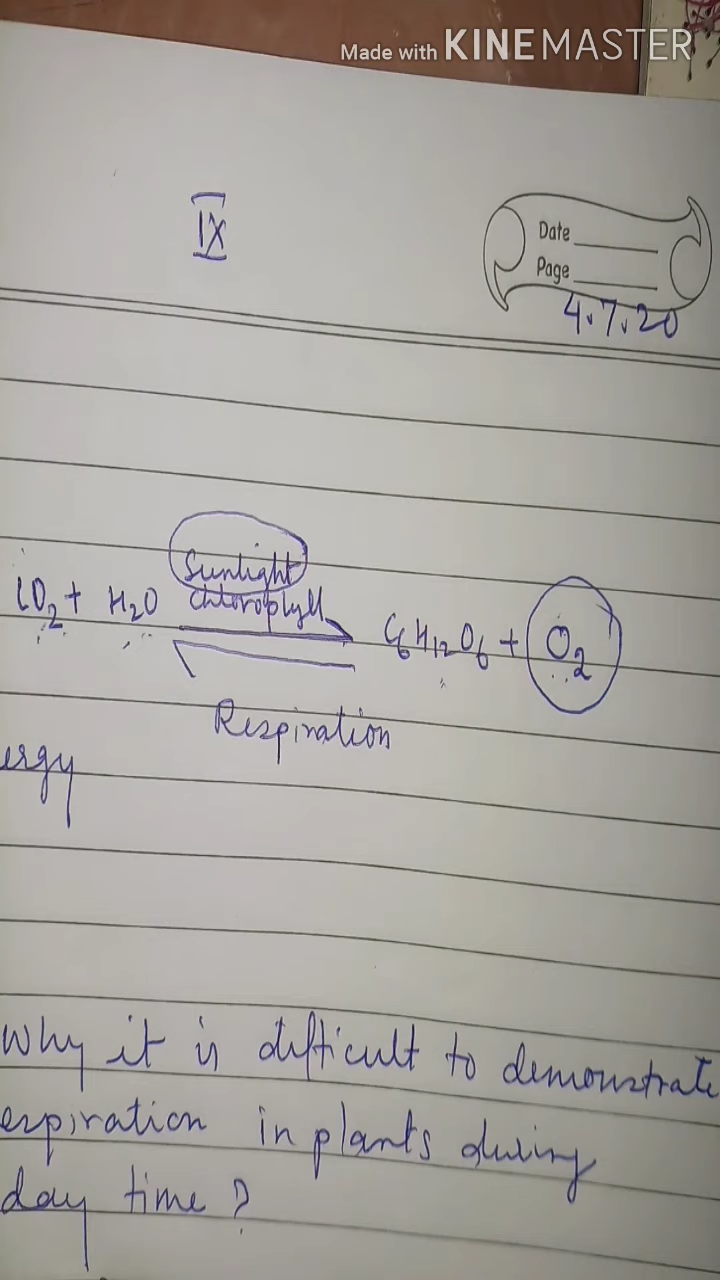 Made with KINEMASTER
IX
Date
Page
4.7.20
Sunlight
CO2 + H2O chlorophyll C6H12O6 + O2
Respiration
ergy
Why it is difficult to demonstrate
espiration in plants during
day time ?